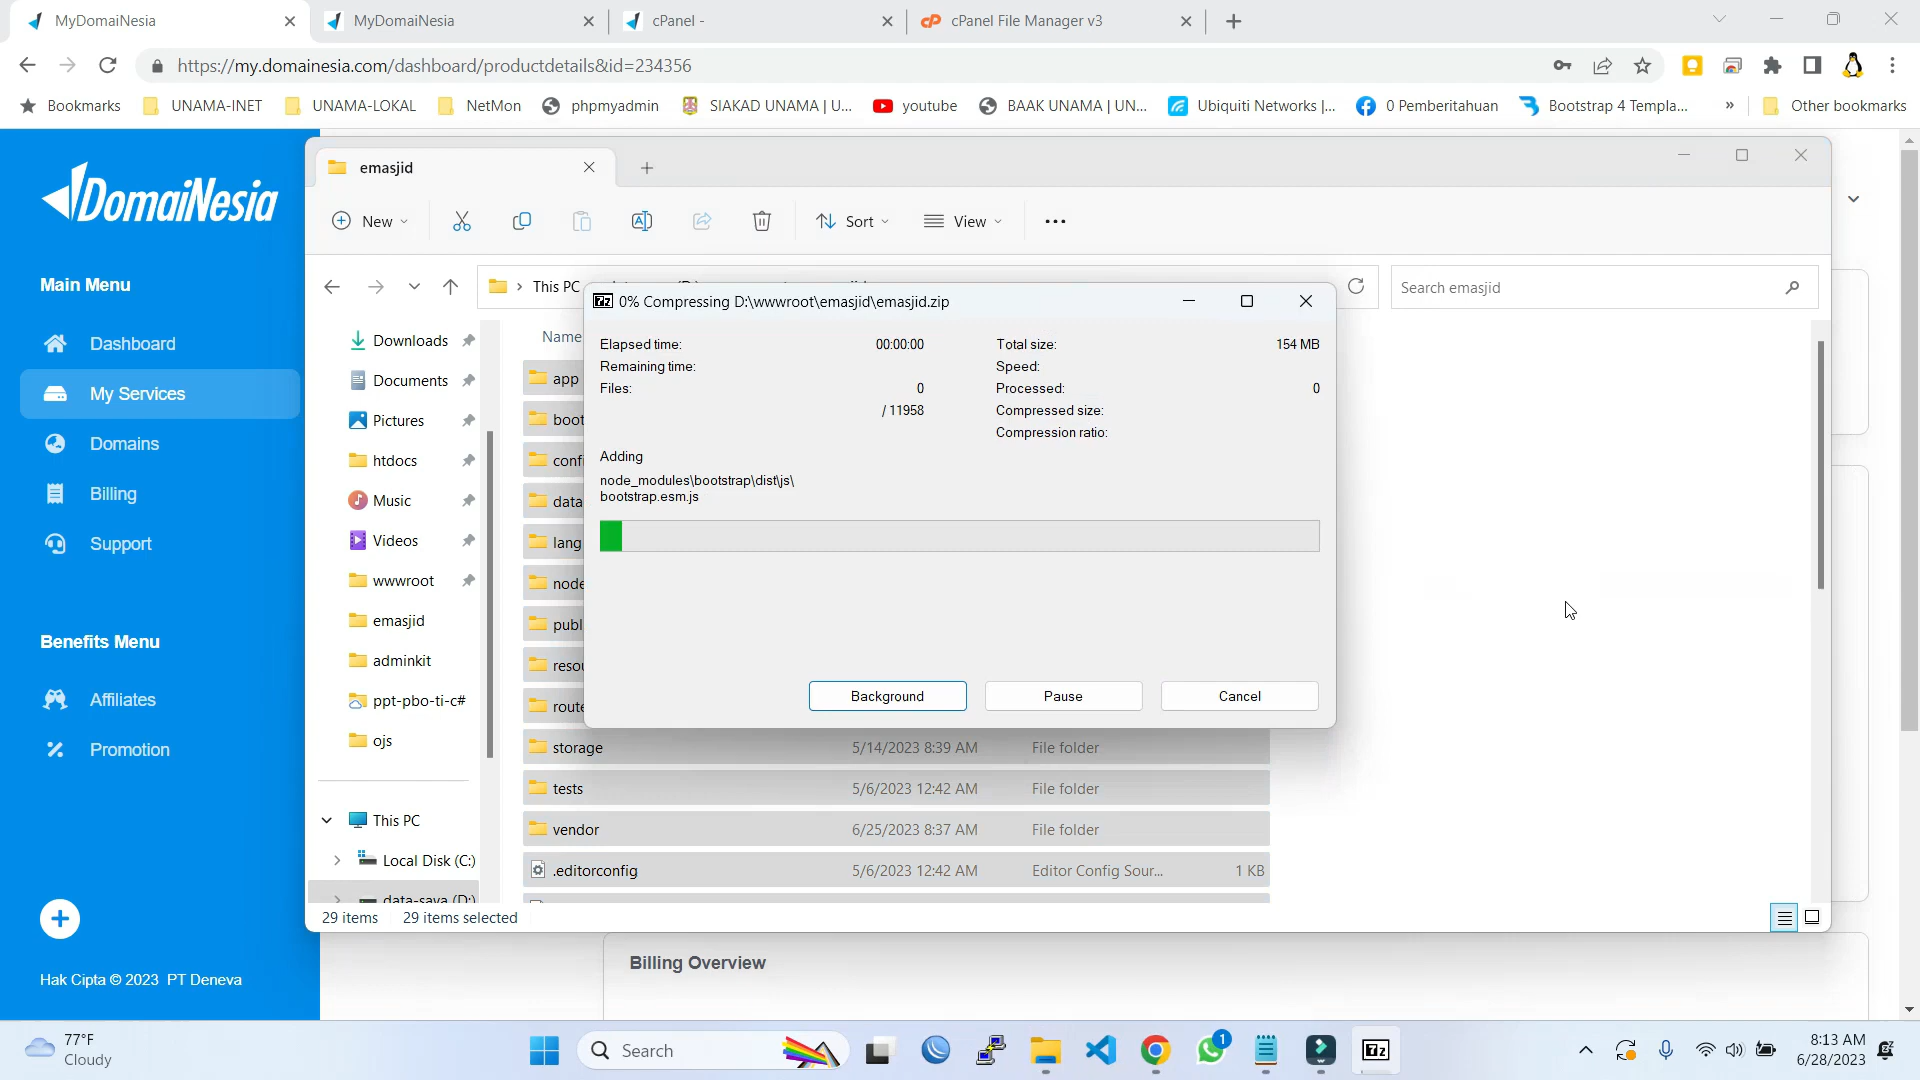 MyDomaiNesia
MyDomaiNesia
cPanel -
cPanel File Manager v3
https://my.domainesia.com/dashboard/productdetails&id=234356
Bookmarks
UNAMA-INET
UNAMA-LOKAL
NetMon
phpmyadmin
SIAKAD UNAMA | U...
youtube
BAAK UNAMA | UN...
Ubiquiti Networks |...
0 Pemberitahuan
Bootstrap 4 Templa...
»
Other bookmarks
DomaiNesia
Main Menu
Dashboard
My Services
Domains
Billing
Support
Benefits Menu
Affiliates
Promotion
Hak Cipta © 2023 PT Deneva
emasjid
New
Sort
View
This PC
Search emasjid
Downloads
Documents
Pictures
htdocs
Music
Videos
wwwroot
emasjid
adminkit
ppt-pbo-ti-c#
ojs
This PC
Local Disk (C:)
data-saya (D:)
Name
app
boot
conf
data
lang
node
publ
resou
route
storage 5/14/2023 8:39 AM File folder
tests 5/6/2023 12:42 AM File folder
vendor 6/25/2023 8:37 AM File folder
.editorconfig 5/6/2023 12:42 AM Editor Config Sour... 1 KB
29 items 29 items selected
7z 0% Compressing D:\wwwroot\emasjid\emasjid.zip
Elapsed time: 00:00:00 Total size: 154 MB
Remaining time: Speed:
Files: 0 Processed: 0
/ 11958 Compressed size:
Compression ratio:
Adding
node_modules\bootstrap\dist\js\
bootstrap.esm.js
Background
Pause
Cancel
Billing Overview
77°F
Cloudy
Search
1
7z
8:13 AM
6/28/2023